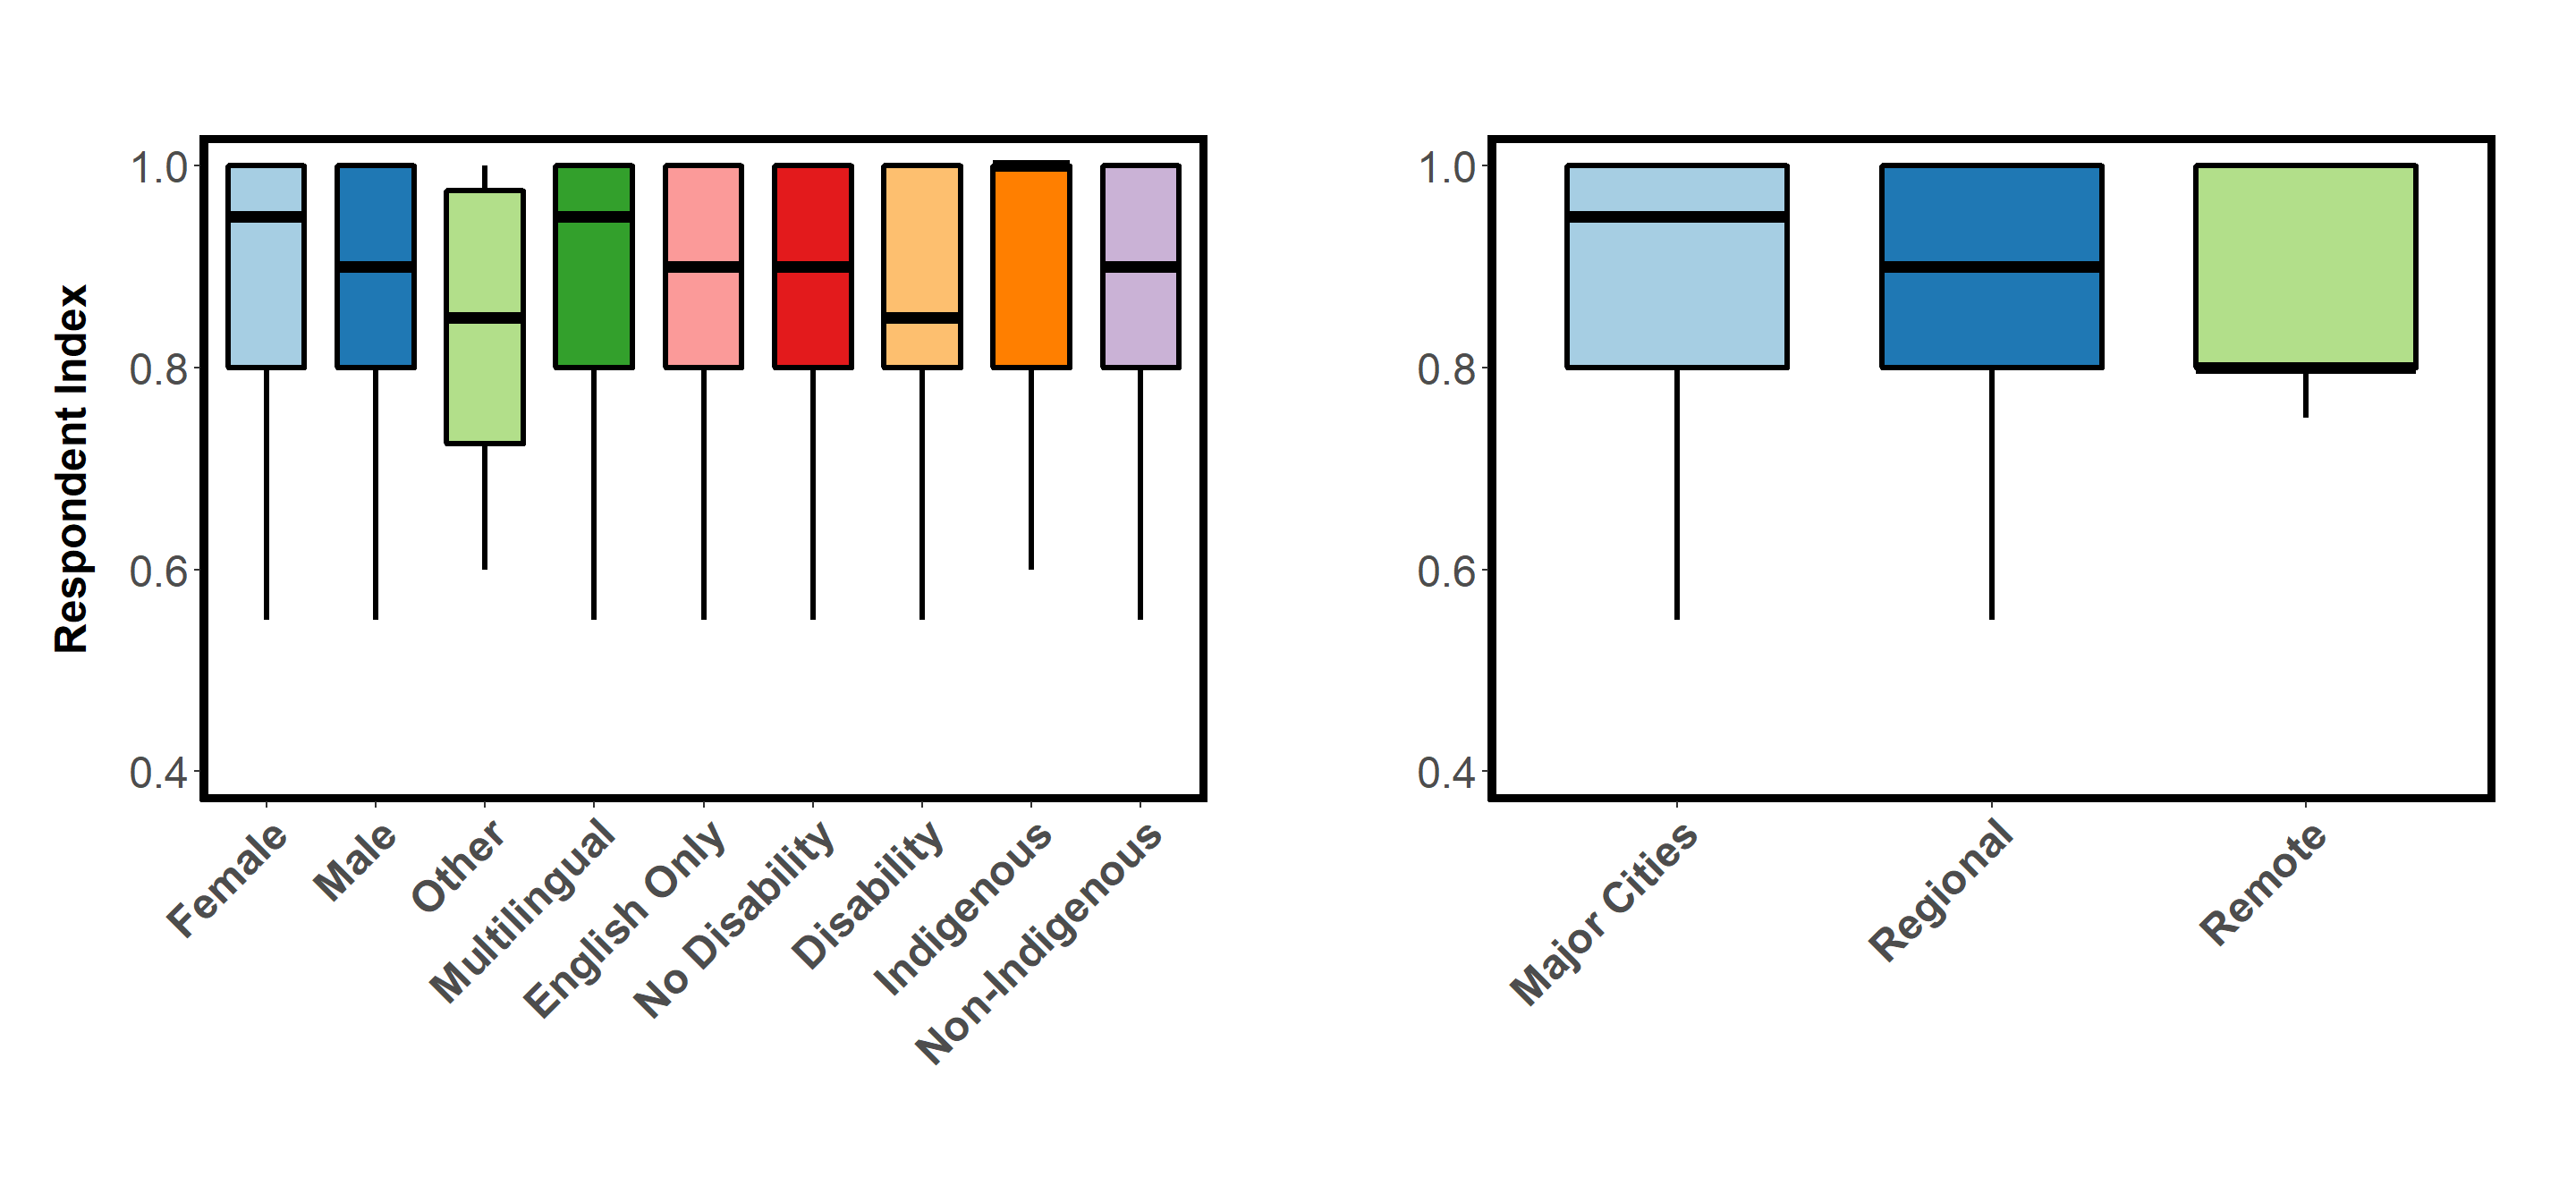 Respondent Index
1.0
0.8
0.6
0.4
Female
Male
Other
Multilingual
English Only
No Disability
Disability
Indigenous
Non-Indigenous
1.0
0.8
0.6
0.4
Major Cities
Regional
Remote